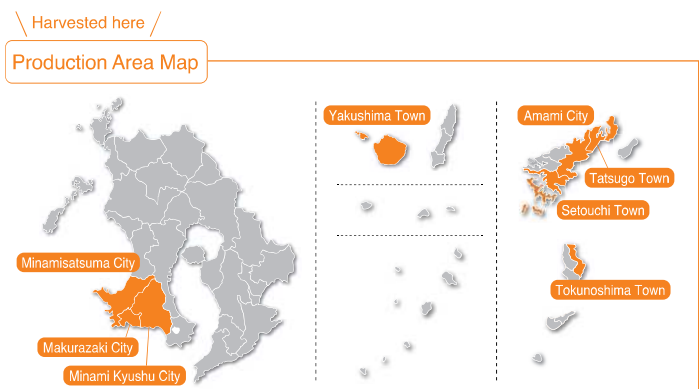 Harvested here
Production Area Map
Yakushima Town
Amami City
Tatsugo Town
Setouchi Town
Minamisatsuma City
Tokunoshima Town
Makurazaki City
Minami Kyushu City